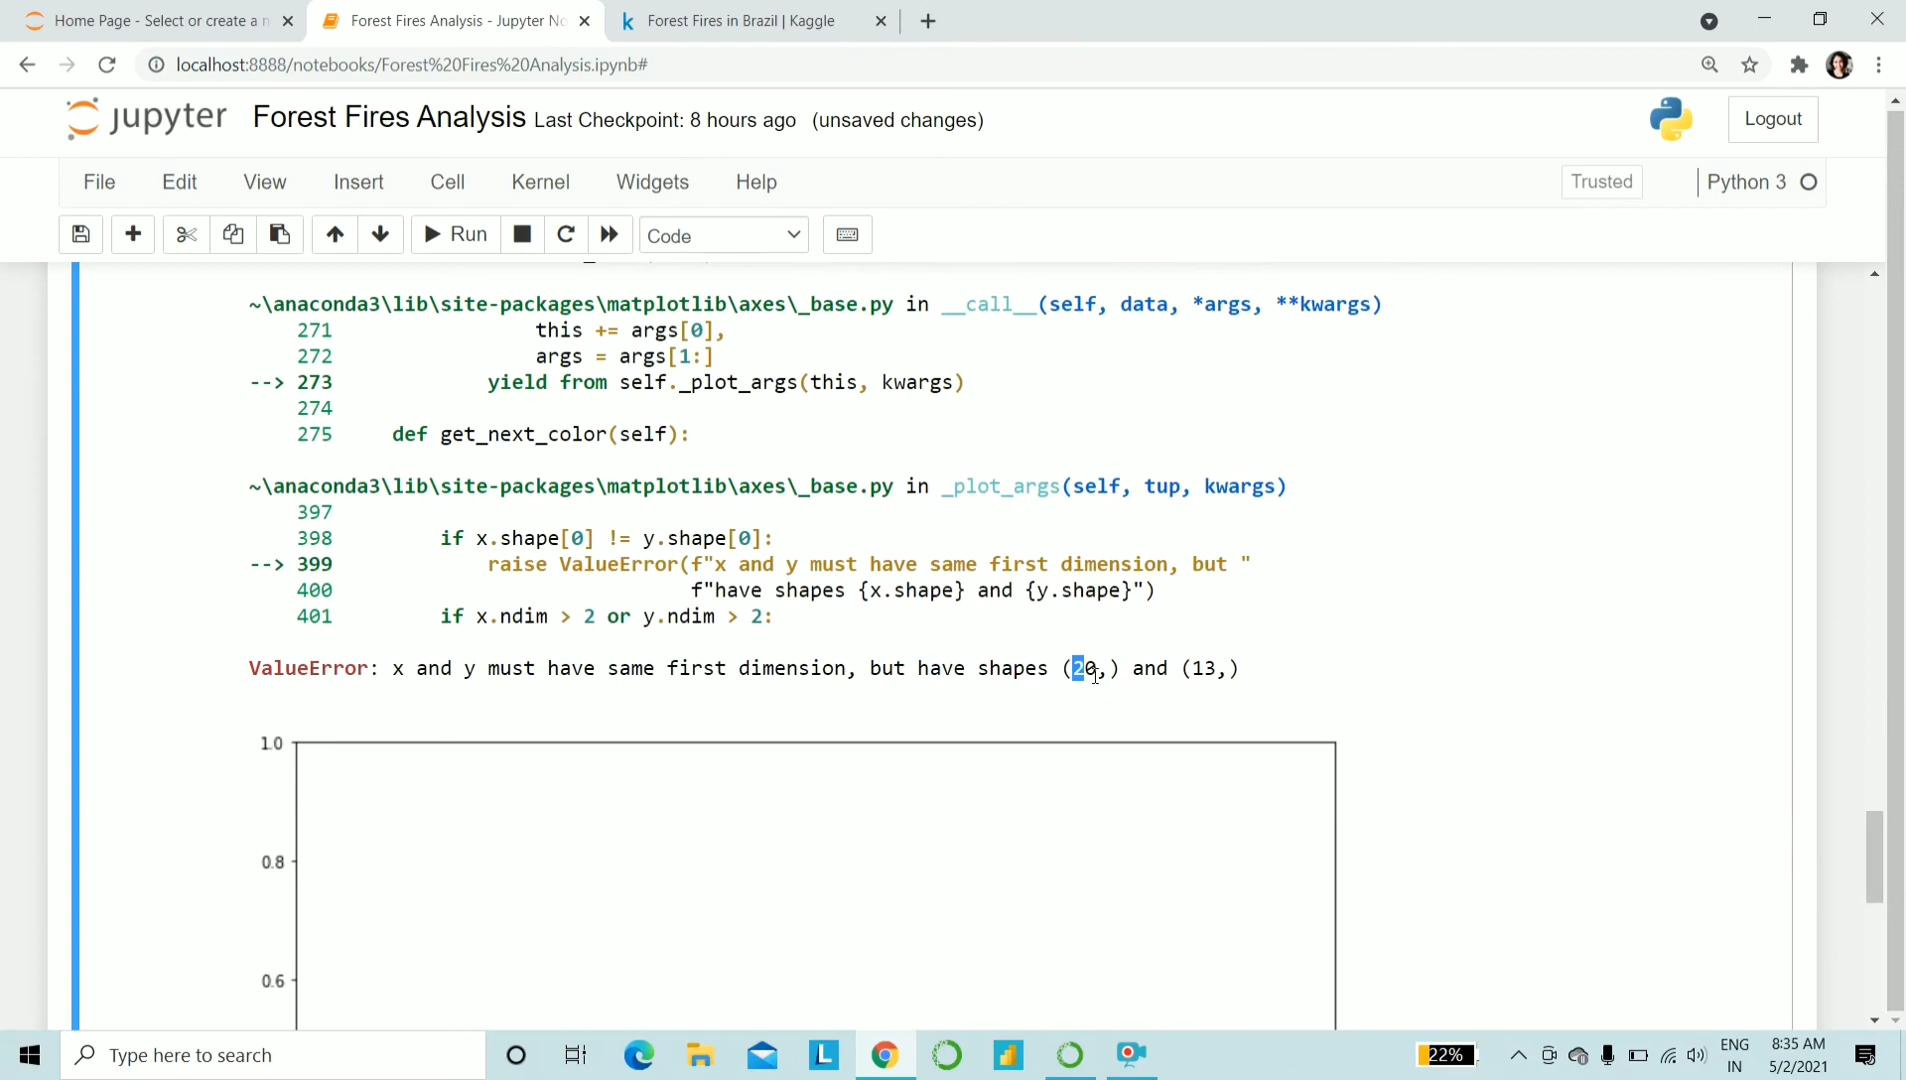 Home Page - Select or create a n
Forest Fires Analysis - Jupyter No
Forest Fires in Brazil | Kaggle
localhost:8888/notebooks/Forest%20Fires%20Analysis.ipynb#
jupyter Forest Fires Analysis Last Checkpoint: 8 hours ago (unsaved changes)
Logout
File Edit View Insert Cell Kernel Widgets Help
Trusted
Python 3
Run
Code
~\anaconda3\lib\site-packages\matplotlib\axes\_base.py in __call__(self, data, *args, **kwargs)
271 this += args[0],
272 args = args[1:]
--> 273 yield from self._plot_args(this, kwargs)
274
275 def get_next_color(self):
~\anaconda3\lib\site-packages\matplotlib\axes\_base.py in _plot_args(self, tup, kwargs)
397
398 if x.shape[0] != y.shape[0]:
--> 399 raise ValueError(f"x and y must have same first dimension, but "
400 f"have shapes {x.shape} and {y.shape}")
401 if x.ndim > 2 or y.ndim > 2:
ValueError: x and y must have same first dimension, but have shapes (20,) and (13,)
1.0
0.8
0.6
Type here to search
L
22%
ENG
IN
8:35 AM
5/2/2021